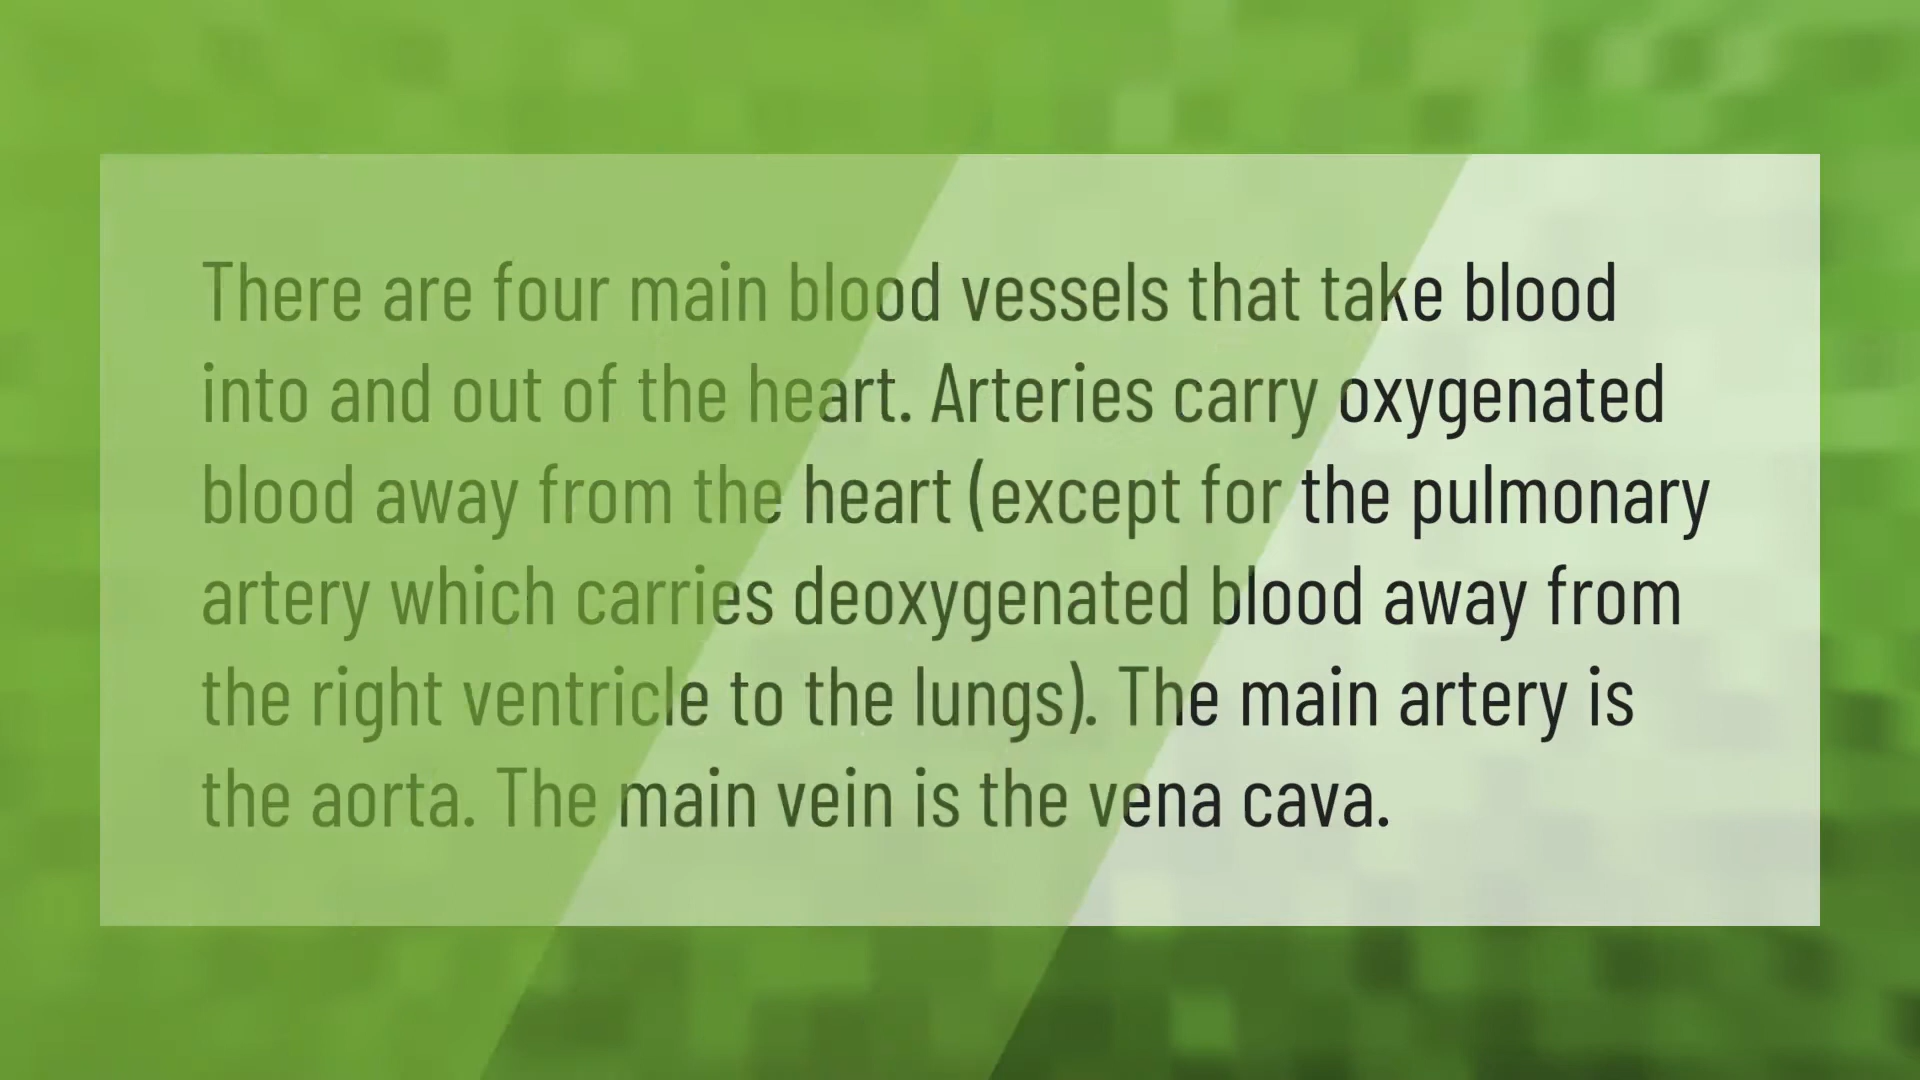 There are four main blood vessels that take blood
into and out of the heart. Arteries carry oxygenated
blood away from the heart (except for the pulmonary
artery which carries deoxygenated blood away from
the right ventricle to the lungs). The main artery is
the aorta. The main vein is the vena cava.